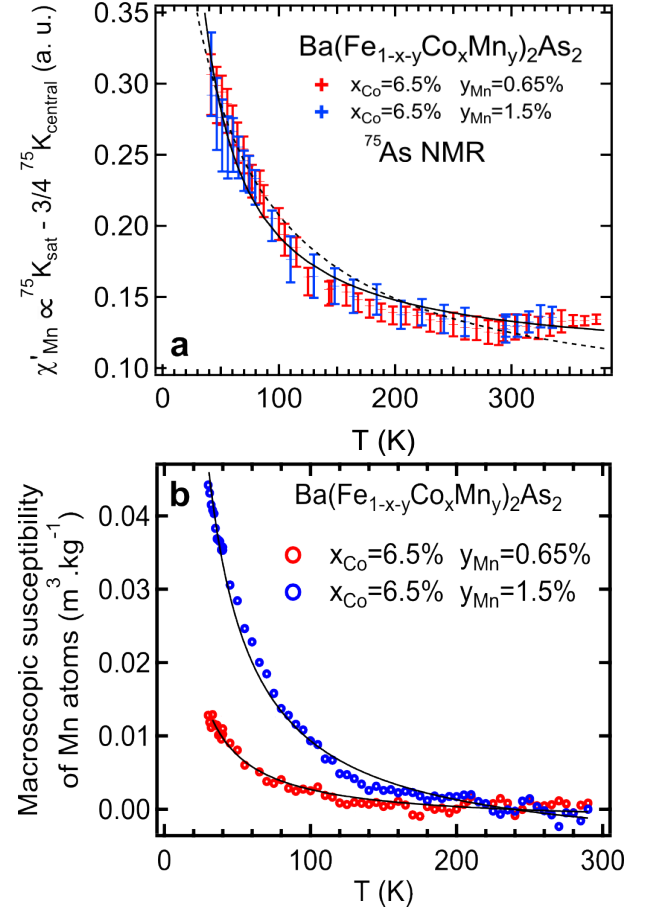 0.35
0.30
0.25
0.20
0.15
0.10
χ'Mn ∝ 75Ksat - 3/4 75Kcentral (a. u.)
Ba(Fe1-x-yCoxMny)2As2
xCo=6.5% yMn=0.65%
xCo=6.5% yMn=1.5%
75As NMR
a
0 100 200 300
T (K)
b
Ba(Fe1-x-yCoxMny)2As2
xCo=6.5% yMn=0.65%
xCo=6.5% yMn=1.5%
Macroscopic susceptibility
of Mn atoms (m3.kg-1)
0.04
0.03
0.02
0.01
0.00
0 100 200 300
T (K)